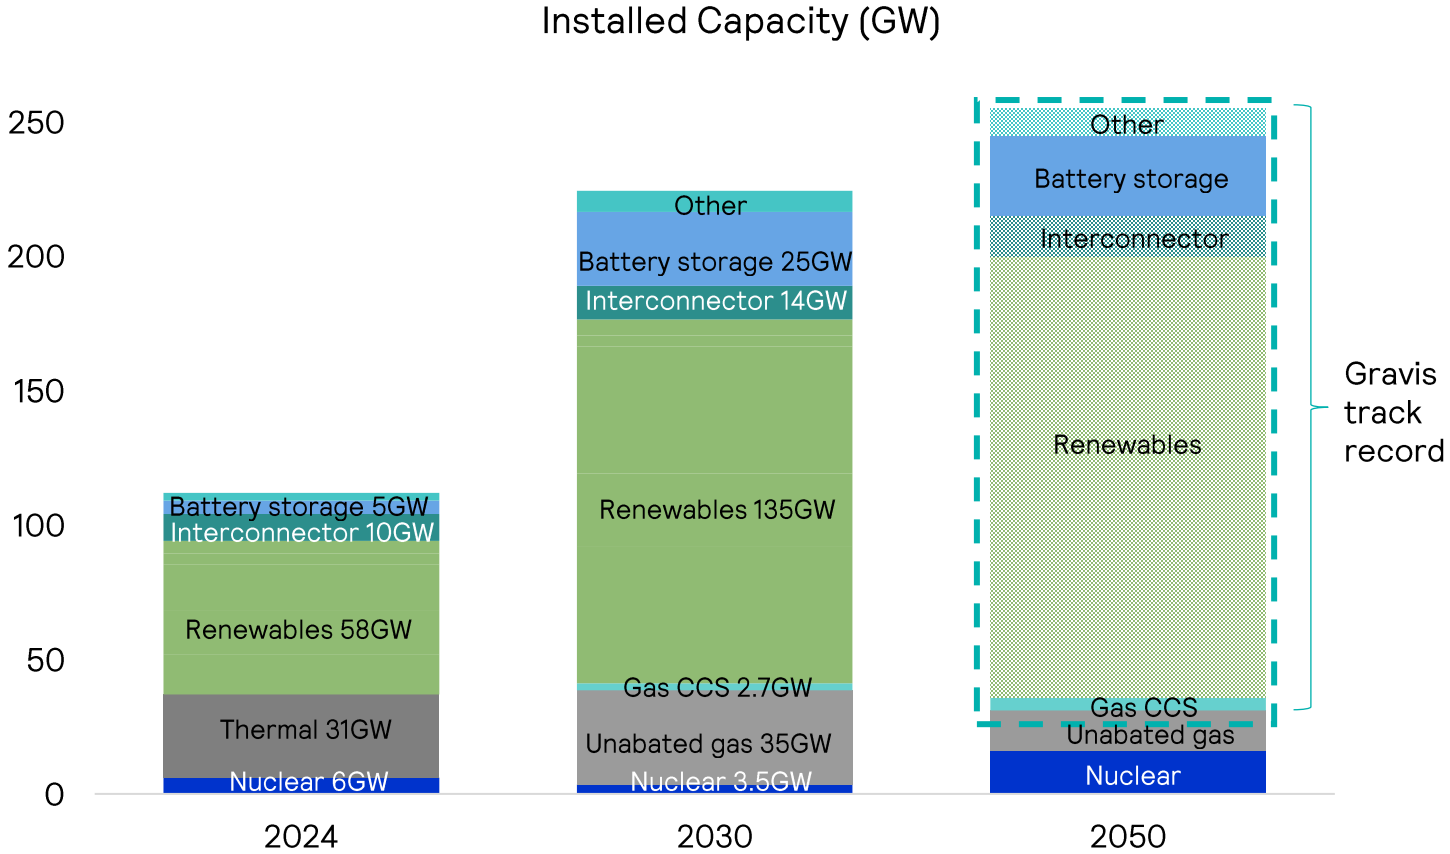 Installed Capacity (GW)
250
200
150
100
50
0
Battery storage 5GW
Interconnector 10GW
Renewables 58GW
Thermal 31GW
Nuclear 6GW
2024
Other
Battery storage 25GW
Interconnector 14GW
Renewables 135GW
Gas CCS 2.7GW
Unabated gas 35GW
Nuclear 3.5GW
2030
Other
Battery storage
Interconnector
Renewables
Gas CCS
Unabated gas
Nuclear
2050
Gravis
track
record